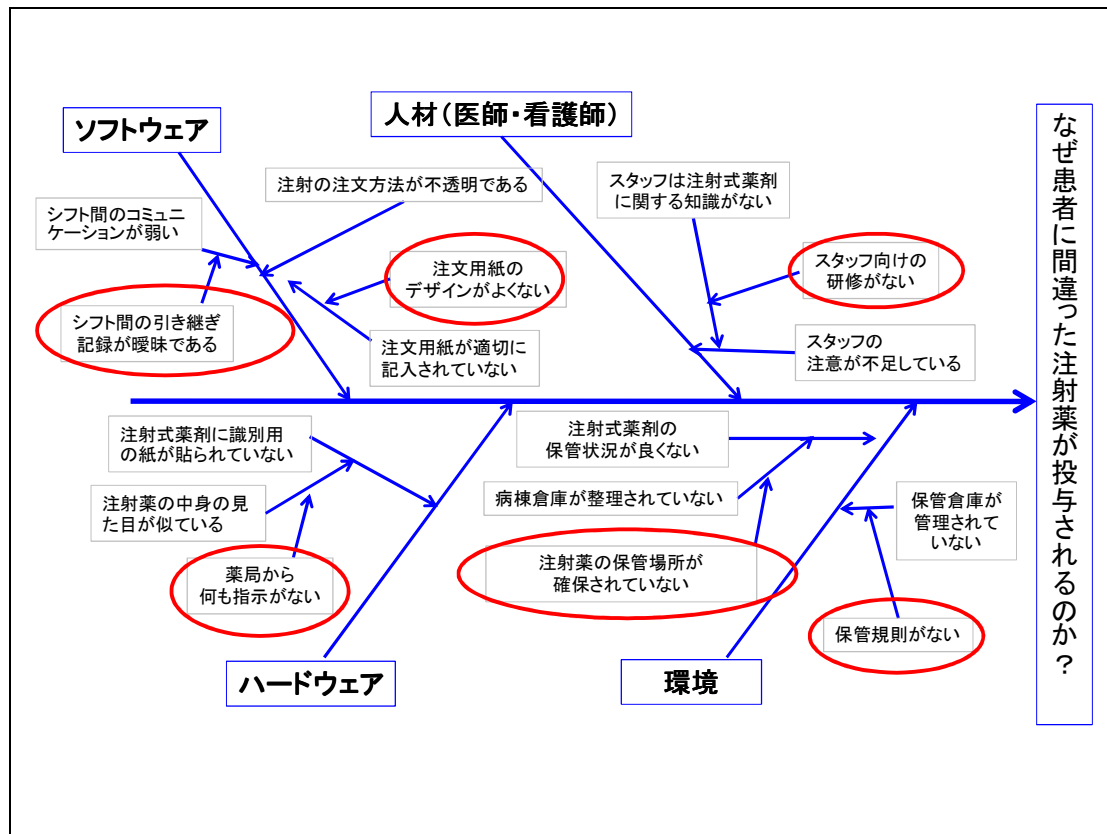 ソフトウェア
人材（医師・看護師）
注射の注文方法が不透明である
シフト間のコミュニ
ケーションが弱い
注文用紙の
デザインがよくない
シフト間の引き継ぎ
記録が曖昧である
注文用紙が適切に
記入されていない
スタッフは注射式薬剤
に関する知識がない
スタッフ向けの
研修がない
スタッフの
注意が不足している
なぜ患者に間違った注射薬が投与されるのか？
注射式薬剤に識別用
の紙が貼られていない
注射薬の中身の見
た目が似ている
薬局から
何も指示がない
ハードウェア
注射式薬剤の
保管状況が良くない
病棟倉庫が整理されていない
注射薬の保管場所が
確保されていない
保管倉庫が
管理されて
いない
保管規則がない
環境